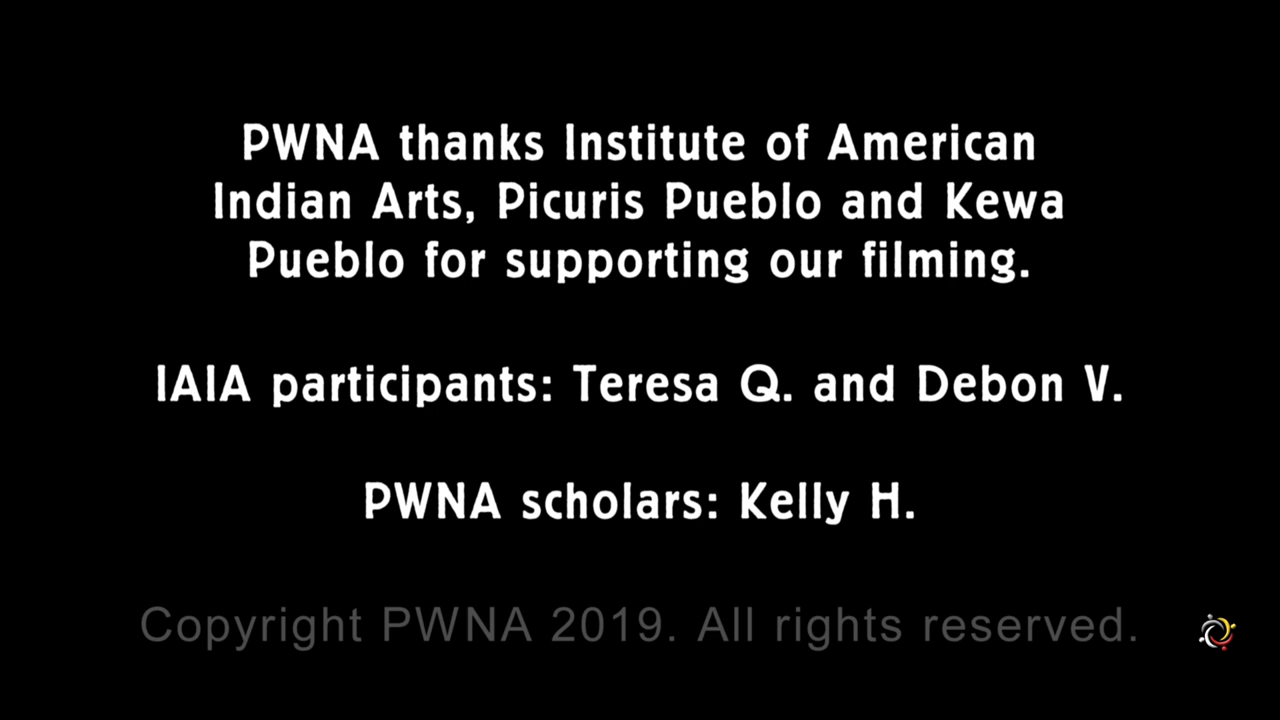 PWNA thanks Institute of American
Indian Arts, Picuris Pueblo and Kewa
Pueblo for supporting our filming.
IAIA participants: Teresa Q. and Debon V.
PWNA scholars: Kelly H.
Copyright PWNA 2019. All rights reserved.